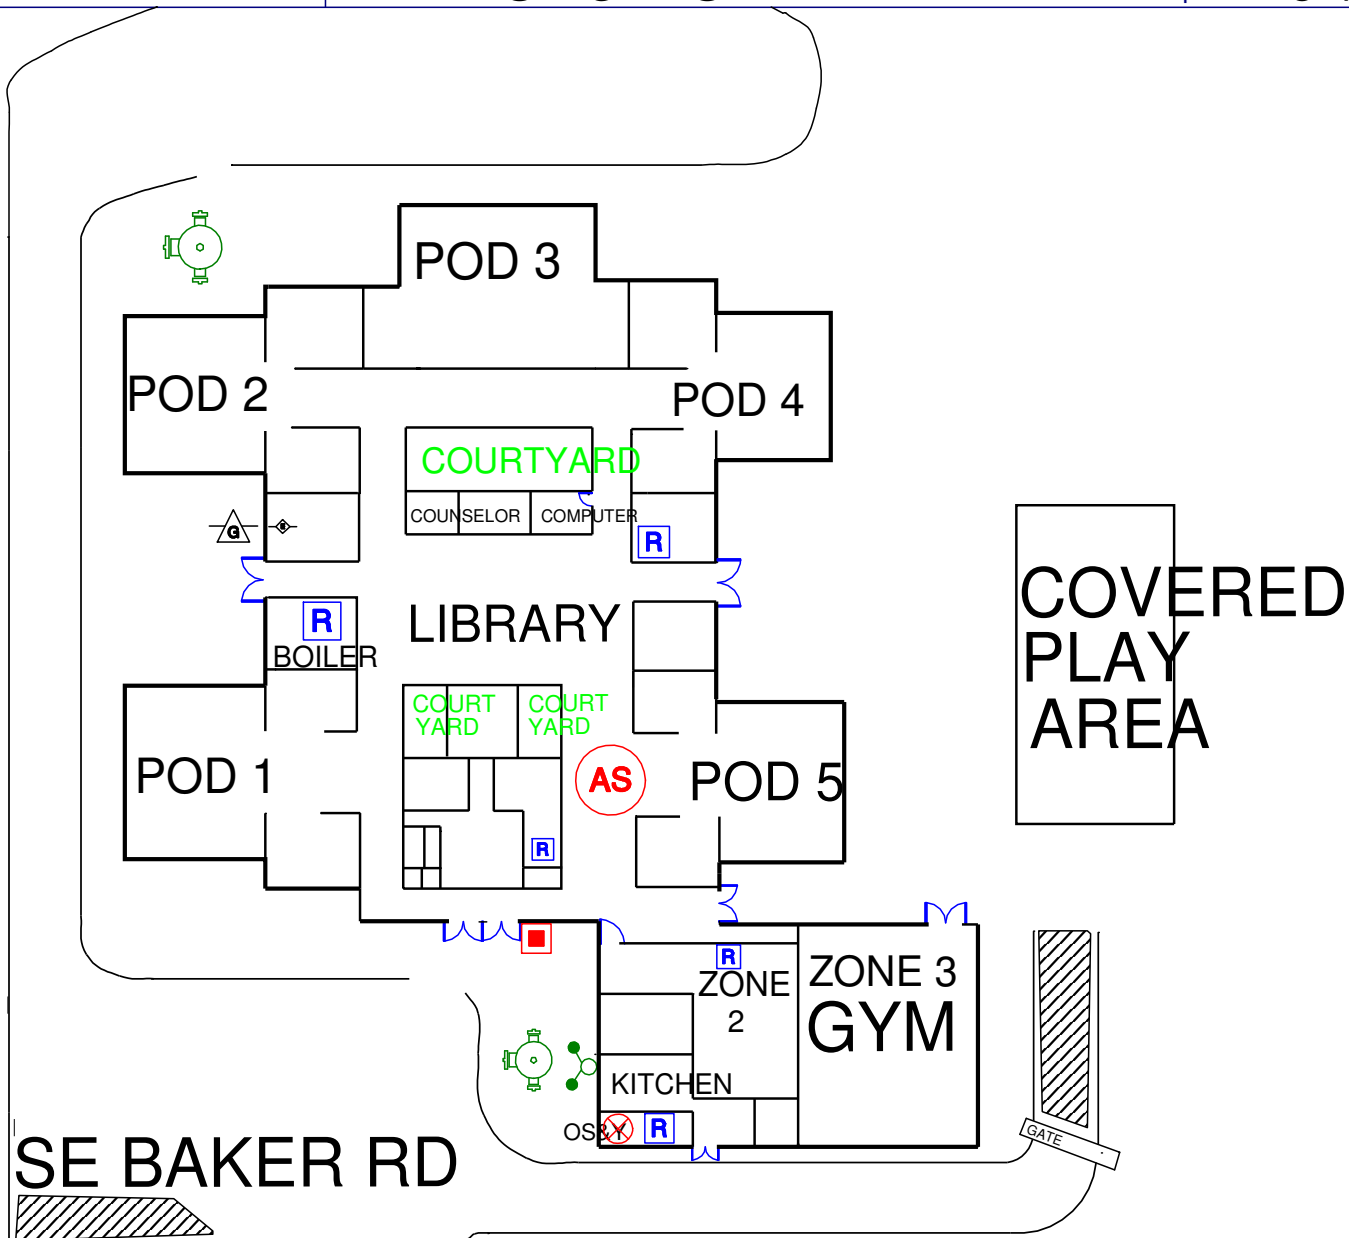 POD 3
POD 2
POD 4
COURTYARD
COUNSELOR
COMPUTER
R
G
R
BOILER
LIBRARY
COVERED
PLAY
AREA
COURT
YARD
COURT
YARD
POD 1
AS
POD 5
R
R
ZONE
2
ZONE 3
GYM
KITCHEN
OS&Y
R
GATE
SE BAKER RD